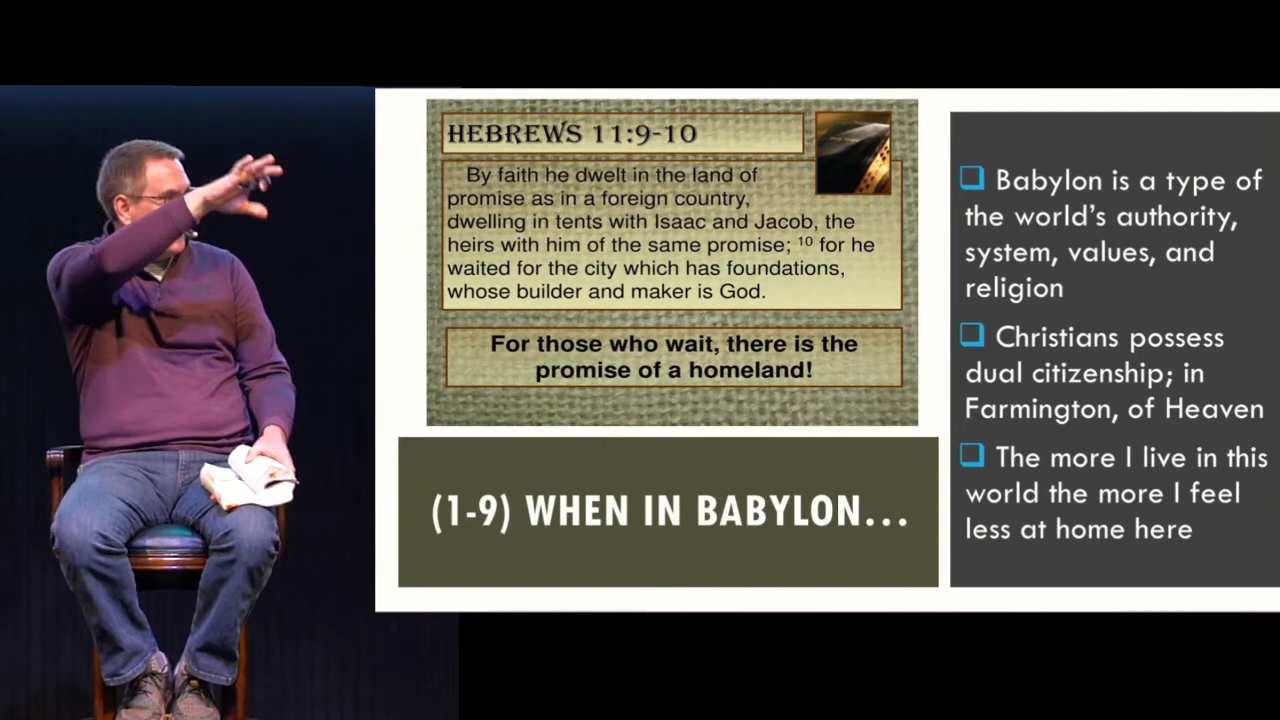 HEBREWS 11:9-10
By faith he dwelt in the land of
promise as in a foreign country,
dwelling in tents with Isaac and Jacob, the
heirs with him of the same promise; ¹⁰ for he
waited for the city which has foundations,
whose builder and maker is God.
For those who wait, there is the
promise of a homeland!
(1-9) WHEN IN BABYLON...
Babylon is a type of
the world's authority,
system, values, and
religion
Christians possess
dual citizenship; in
Farmington, of Heaven
The more I live in this
world the more I feel
less at home here